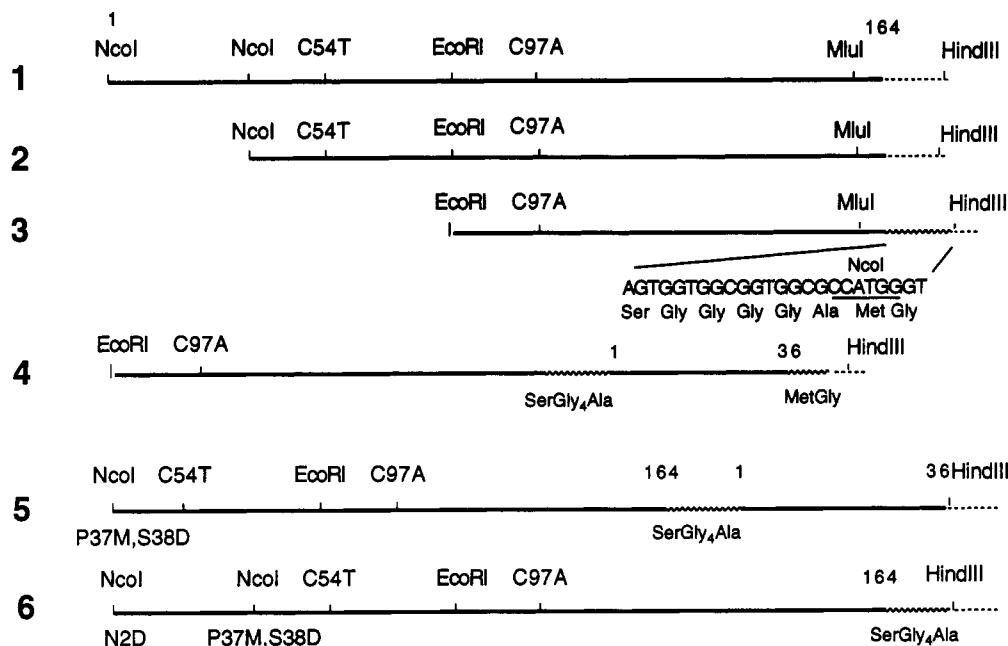 1 164
NcoI NcoI C54T EcoRI C97A MluI HindIII
1
NcoI C54T EcoRI C97A MluI HindIII
2
EcoRI C97A MluI HindIII
3
NcoI
AGTGGTGGCGGTGGCGCCATGGGT
Ser Gly Gly Gly Gly Ala Met Gly
EcoRI C97A 1 36 HindIII
4
SerGly4Ala MetGly
NcoI C54T EcoRI C97A 164 1 36HindIII
5
P37M,S38D SerGly4Ala
NcoI NcoI C54T EcoRI C97A 164 HindIII
6
N2D P37M,S38D SerGly4Ala